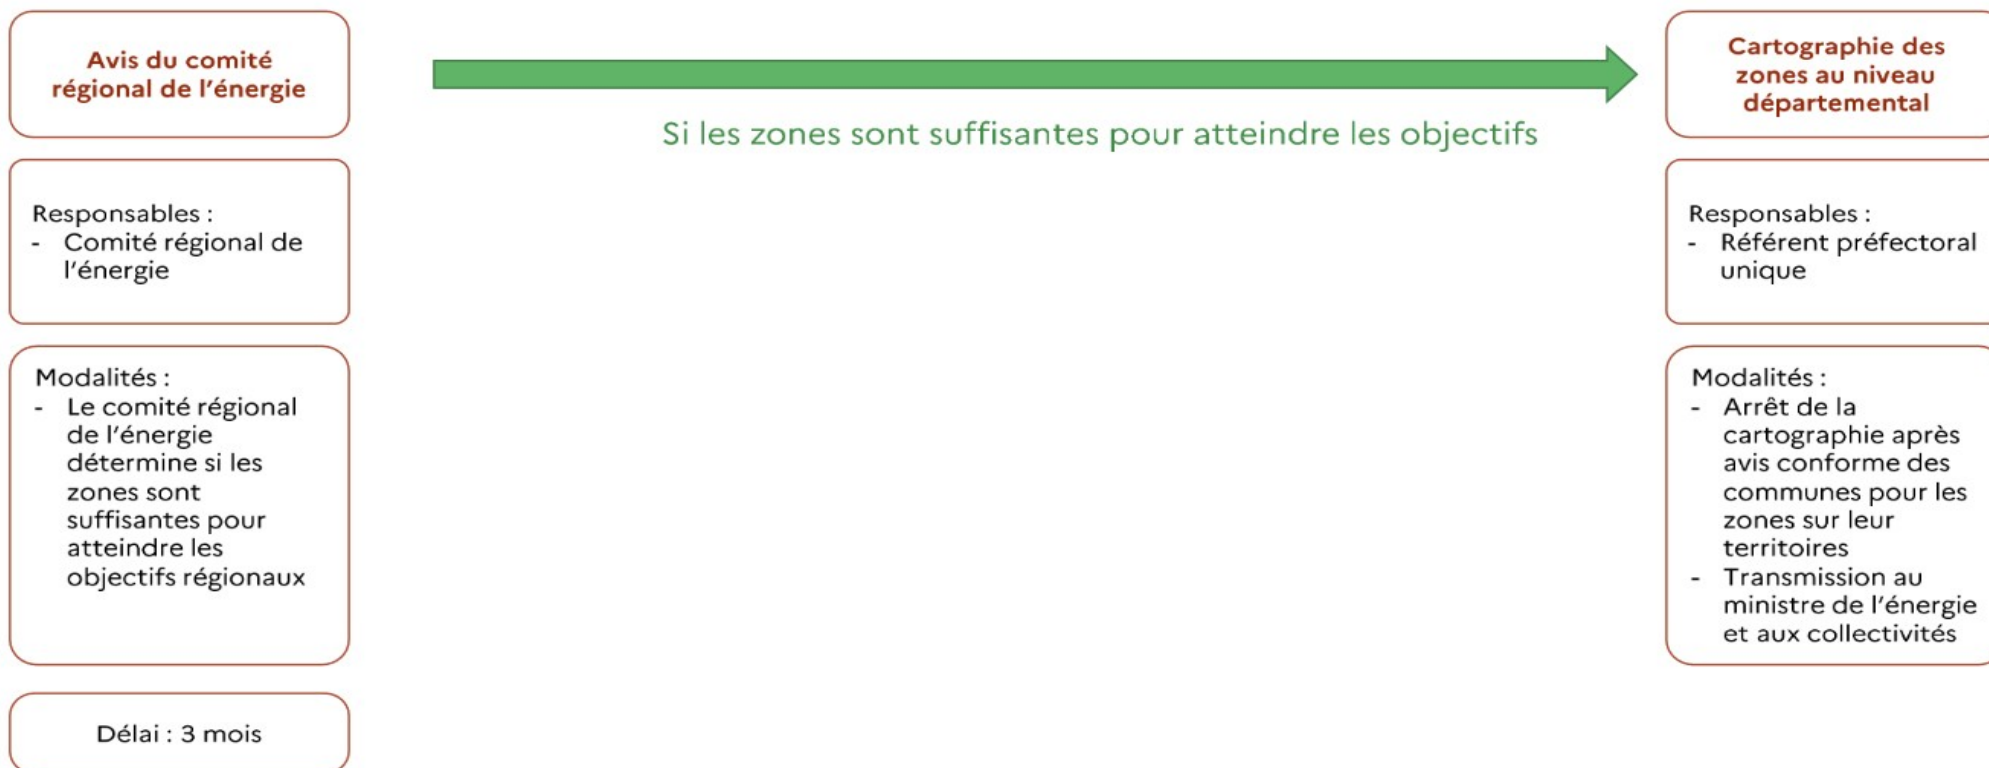 Avis du comité
régional de l'énergie
Si les zones sont suffisantes pour atteindre les objectifs
Cartographie des
zones au niveau
départemental
Responsables :
- Comité régional de
l'énergie
Responsables :
- Référent préfectoral
unique
Modalités :
- Le comité régional
de l'énergie
détermine si les
zones sont
suffisantes pour
atteindre les
objectifs régionaux
Modalités :
- Arrêt de la
cartographie après
avis conforme des
communes pour les
zones sur leur
territoires
- Transmission au
ministre de l'énergie
et aux collectivités
Délai : 3 mois